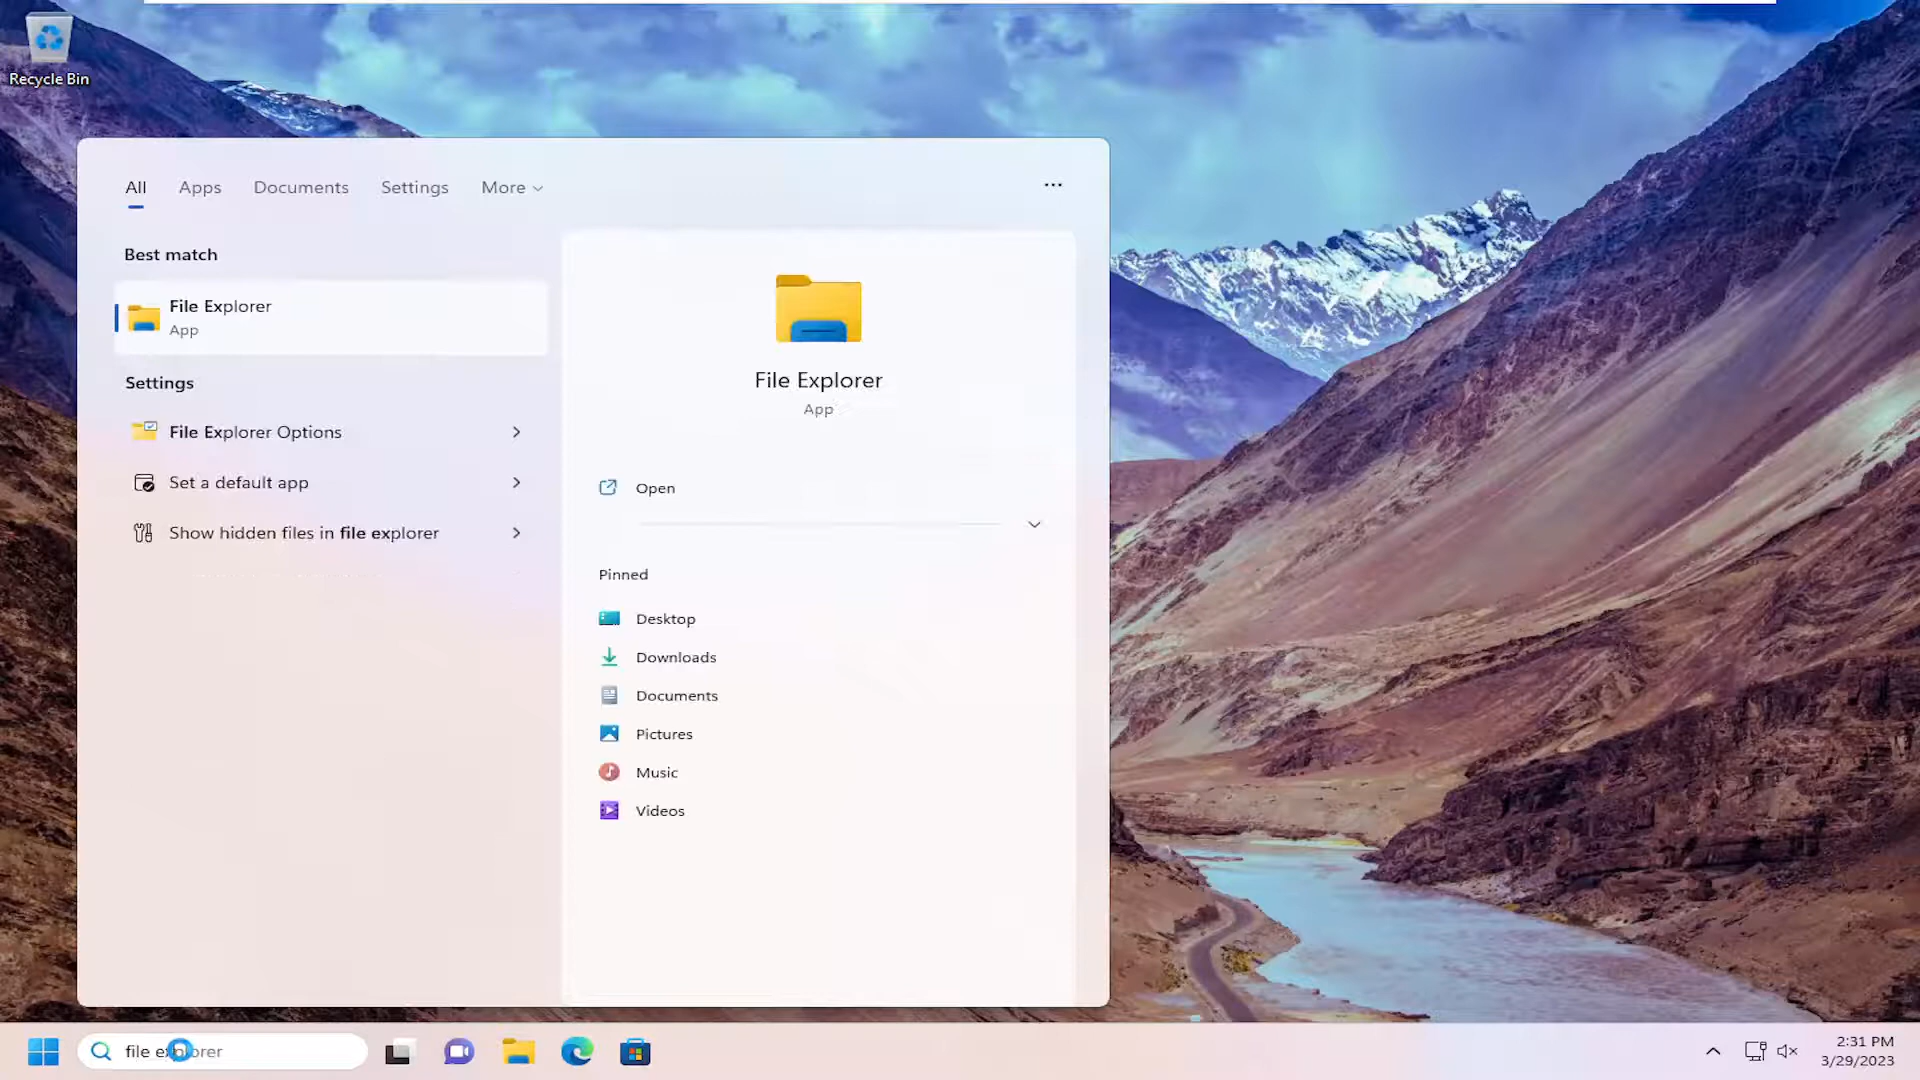 Recycle Bin
All
Apps
Documents
Settings
More
Best match
File Explorer
App
Settings
File Explorer Options
Set a default app
Show hidden files in file explorer
File Explorer
App
Open
Pinned
Desktop
Downloads
Documents
Pictures
Music
Videos
file explorer
2:31 PM
3/29/2023